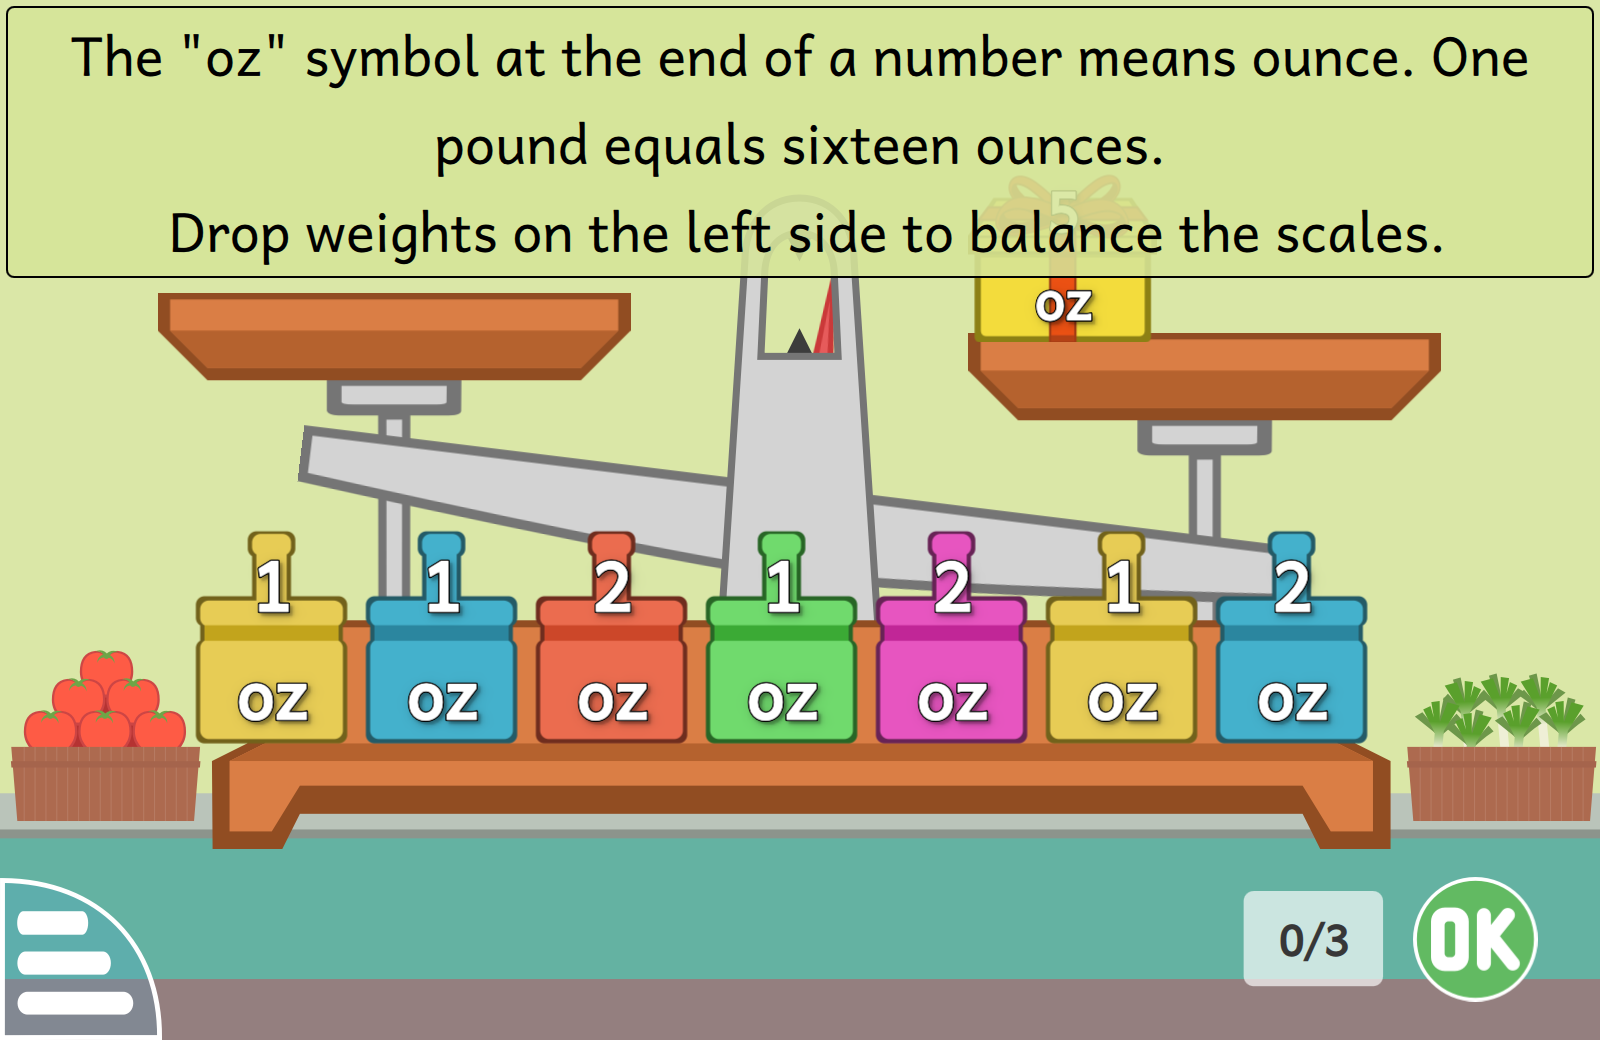 The "oz" symbol at the end of a number means ounce. One
pound equals sixteen ounces.
Drop weights on the left side to balance the scales.
5
oz
1 1 2 1 2 1 2
oz oz oz oz oz oz oz
0/3
OK